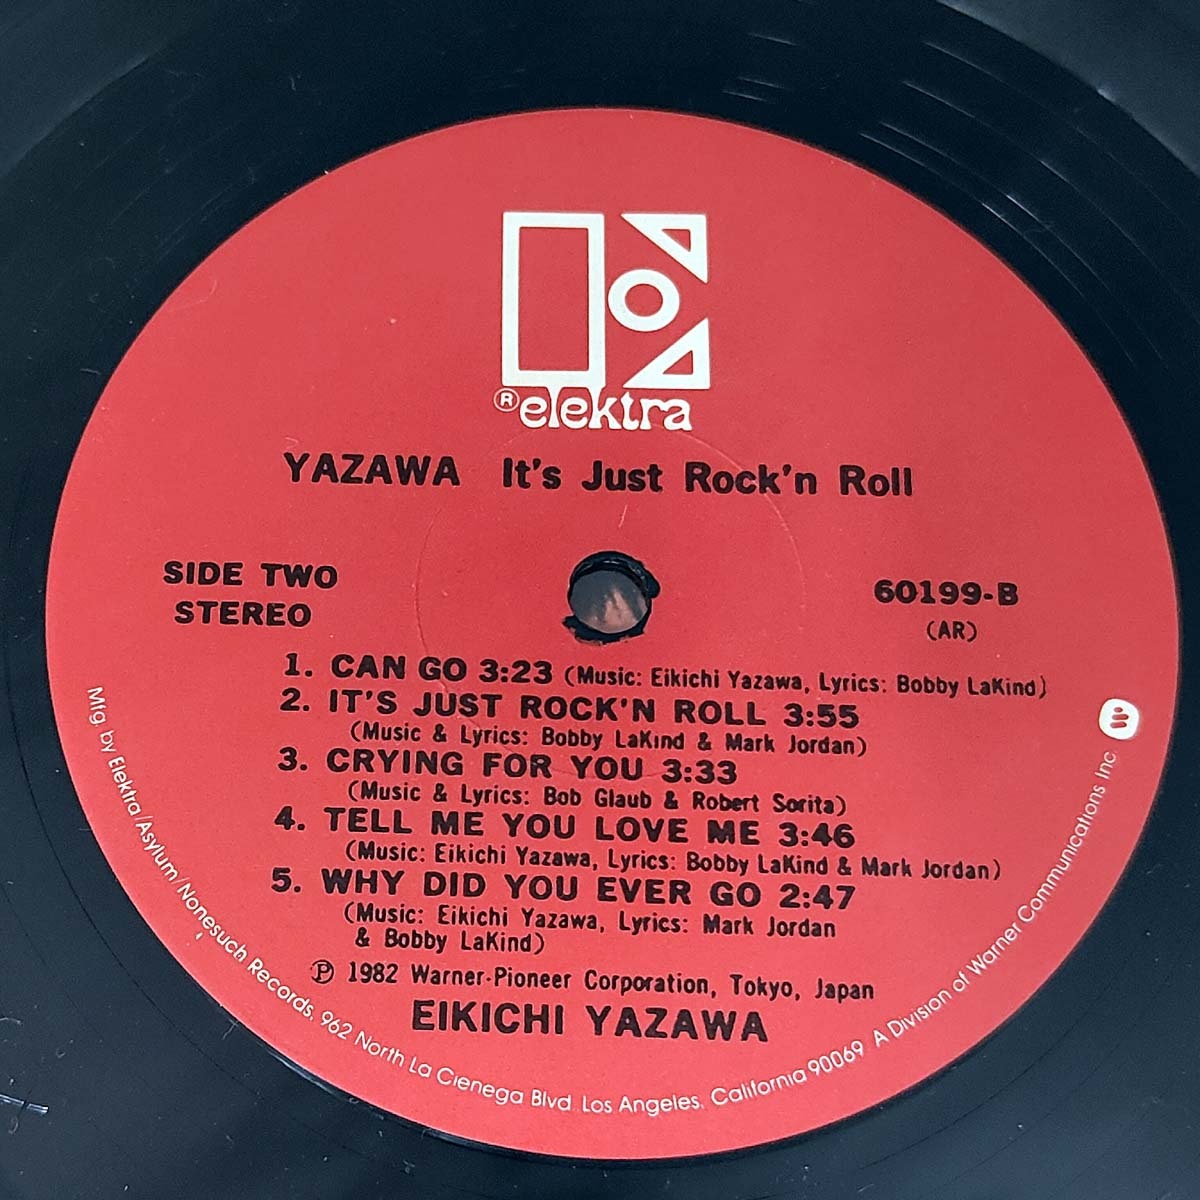 ® elektra
YAZAWA It's Just Rock'n Roll
SIDE TWO
STEREO
60199-B
(AR)
1. CAN GO 3:23 (Music: Eikichi Yazawa, Lyrics: Bobby LaKind)
2. IT'S JUST ROCK'N ROLL 3:55
(Music & Lyrics: Bobby LaKind & Mark Jordan)
3. CRYING FOR YOU 3:33
(Music & Lyrics: Bob Glaub & Robert Sorita)
4. TELL ME YOU LOVE ME 3:46
(Music: Eikichi Yazawa, Lyrics: Bobby LaKind & Mark Jordan)
5. WHY DID YOU EVER GO 2:47
(Music: Eikichi Yazawa, Lyrics: Mark Jordan
& Bobby LaKind)
℗ 1982 Warner-Pioneer Corporation, Tokyo, Japan
EIKICHI YAZAWA
Mfg. by Elektra/Asylum/Nonesuch Records, 962 North La Cienega Blvd. Los Angeles, California 90069 A Division of Warner Communications Inc.